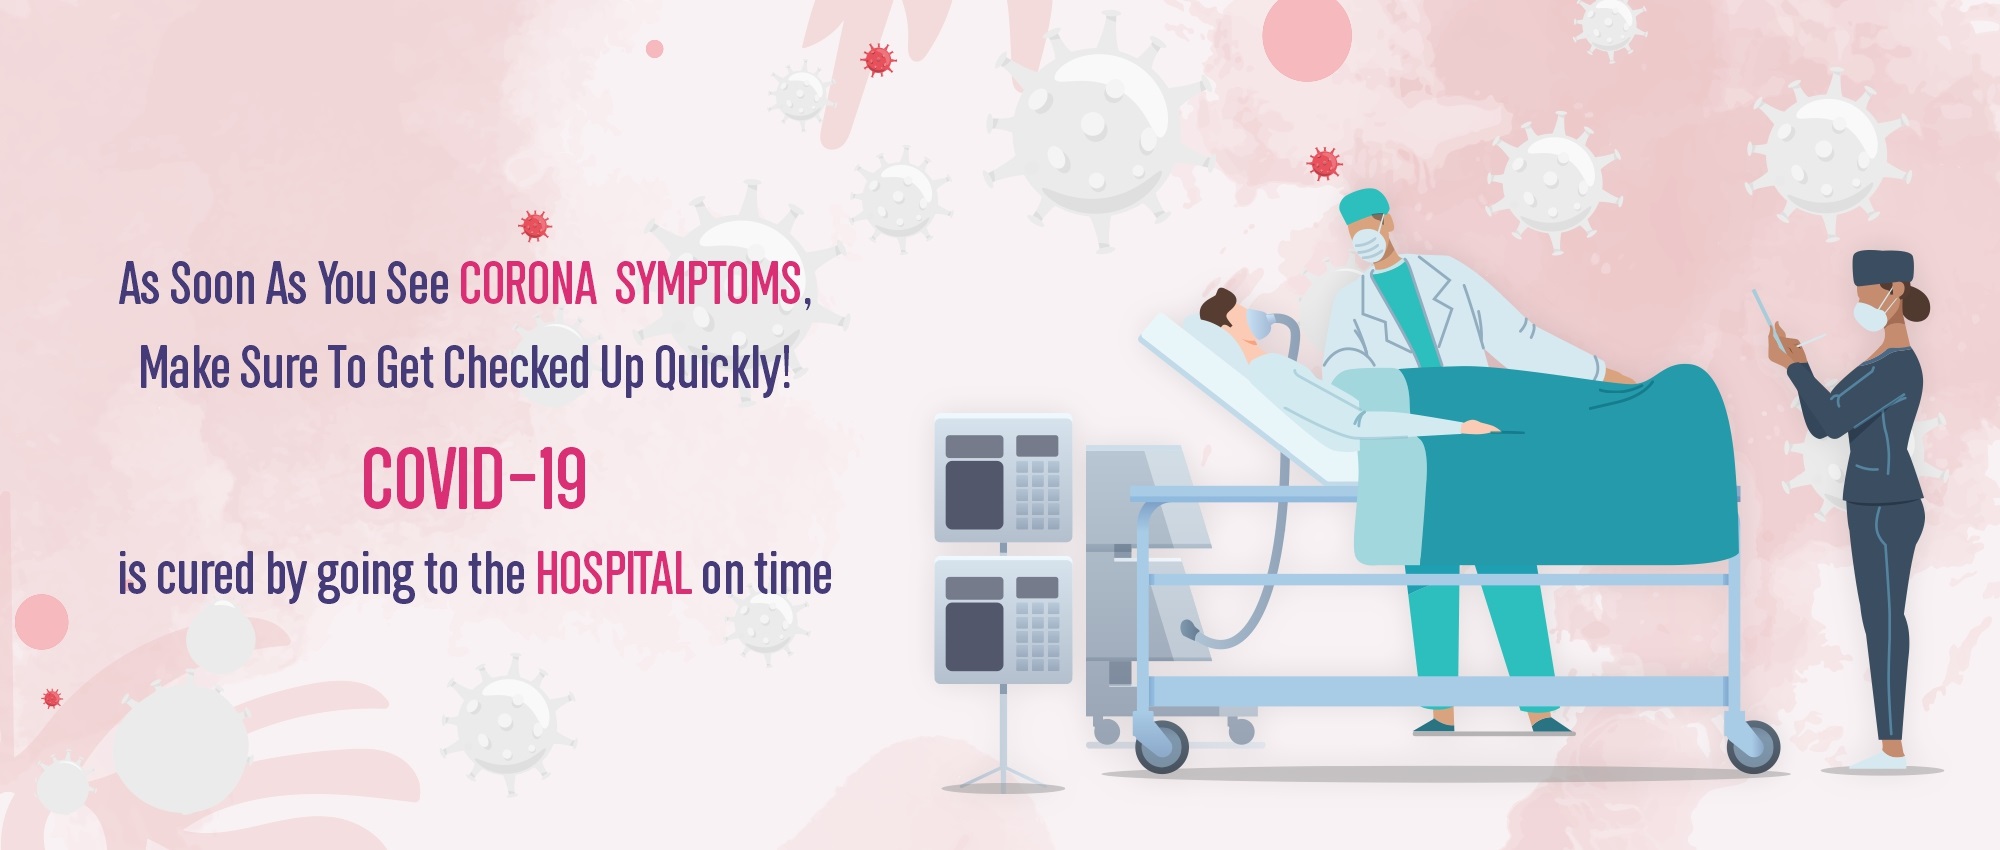 As Soon As You See CORONA SYMPTOMS,
Make Sure To Get Checked Up Quickly!
COVID-19
is cured by going to the HOSPITAL on time